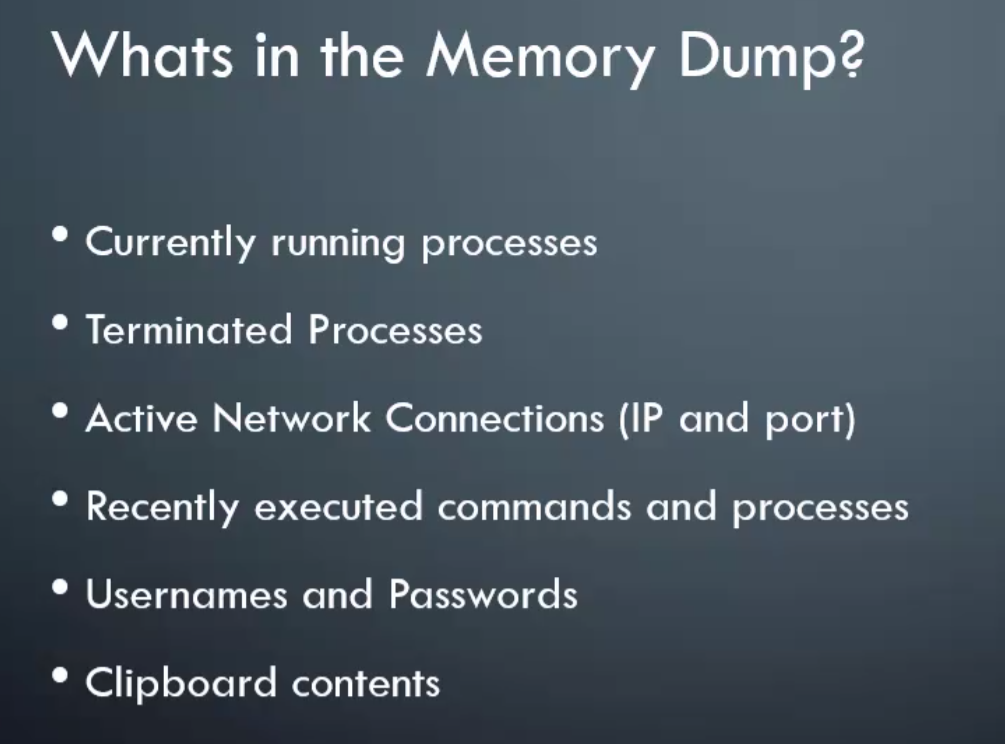 Whats in the Memory Dump?
• Currently running processes
• Terminated Processes
• Active Network Connections (IP and port)
• Recently executed commands and processes
• Usernames and Passwords
• Clipboard contents